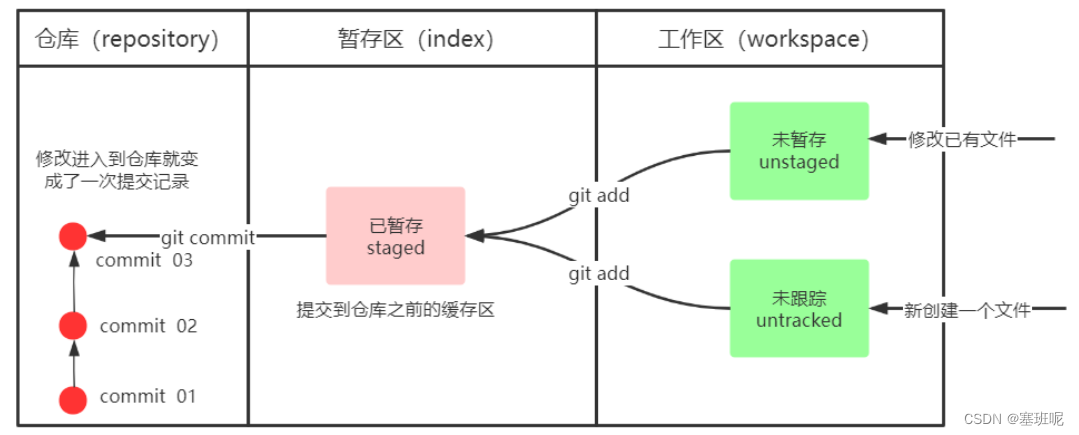 仓库（repository）
暂存区（index）
工作区（workspace）
修改进入到仓库就变
成了一次提交记录
commit 03
commit 02
commit 01
git commit
已暂存
staged
提交到仓库之前的缓存区
git add
git add
未暂存
unstaged
修改已有文件
未跟踪
untracked
新创建一个文件
CSDN @塞班呢